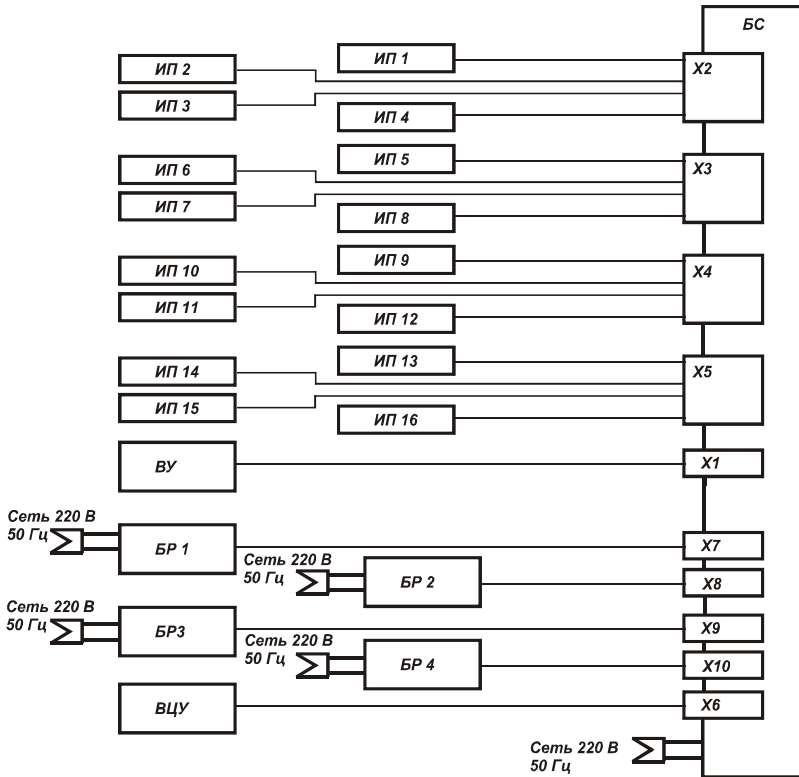 БС
ИП 1
X2
ИП 2
ИП 3
ИП 4
ИП 5
X3
ИП 6
ИП 7
ИП 8
ИП 9
X4
ИП 10
ИП 11
ИП 12
ИП 13
X5
ИП 14
ИП 15
ИП 16
ВУ
X1
Сеть 220 В
50 Гц
БР 1
X7
Сеть 220 В
50 Гц
БР 2
X8
Сеть 220 В
50 Гц
БР3
X9
Сеть 220 В
50 Гц
БР 4
X10
ВЦУ
X6
Сеть 220 В
50 Гц